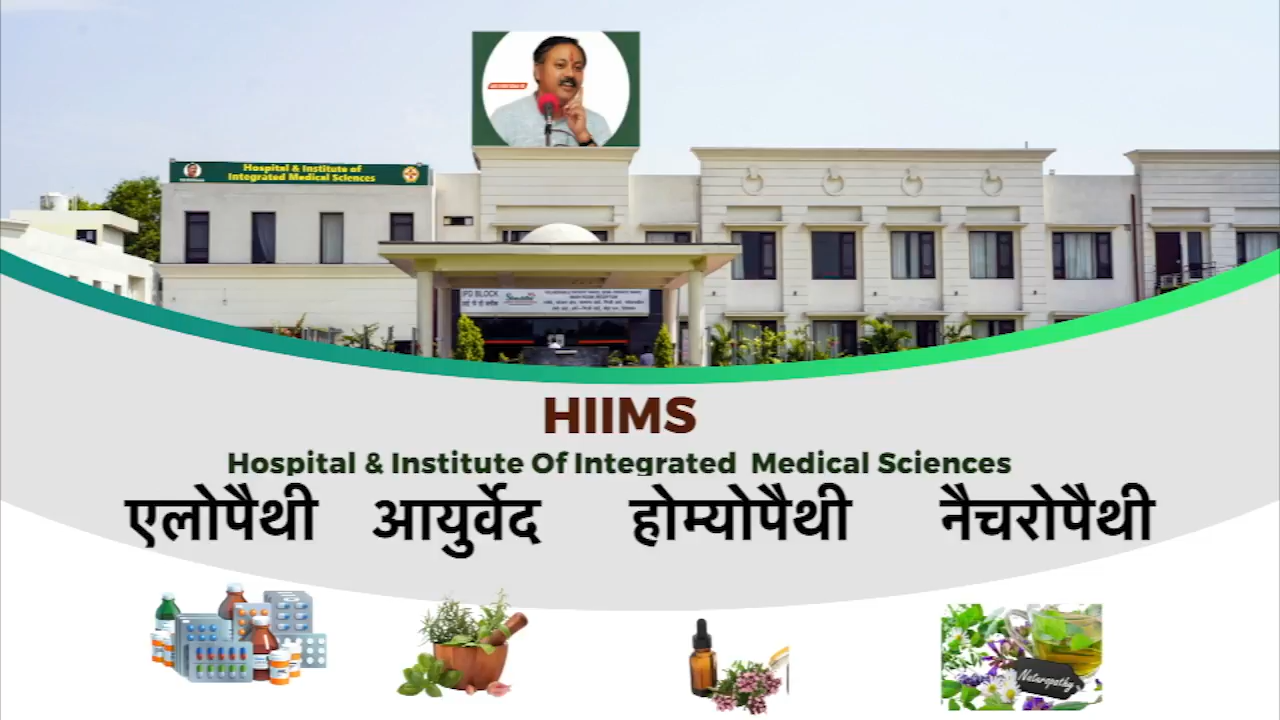 Hospital & Institute of
Integrated Medical Sciences
IPD BLOCK
HIIMS
Hospital & Institute Of Integrated Medical Sciences
एलोपैथी आयुर्वेद होम्योपैथी नैचरोपैथी
Naturopathy